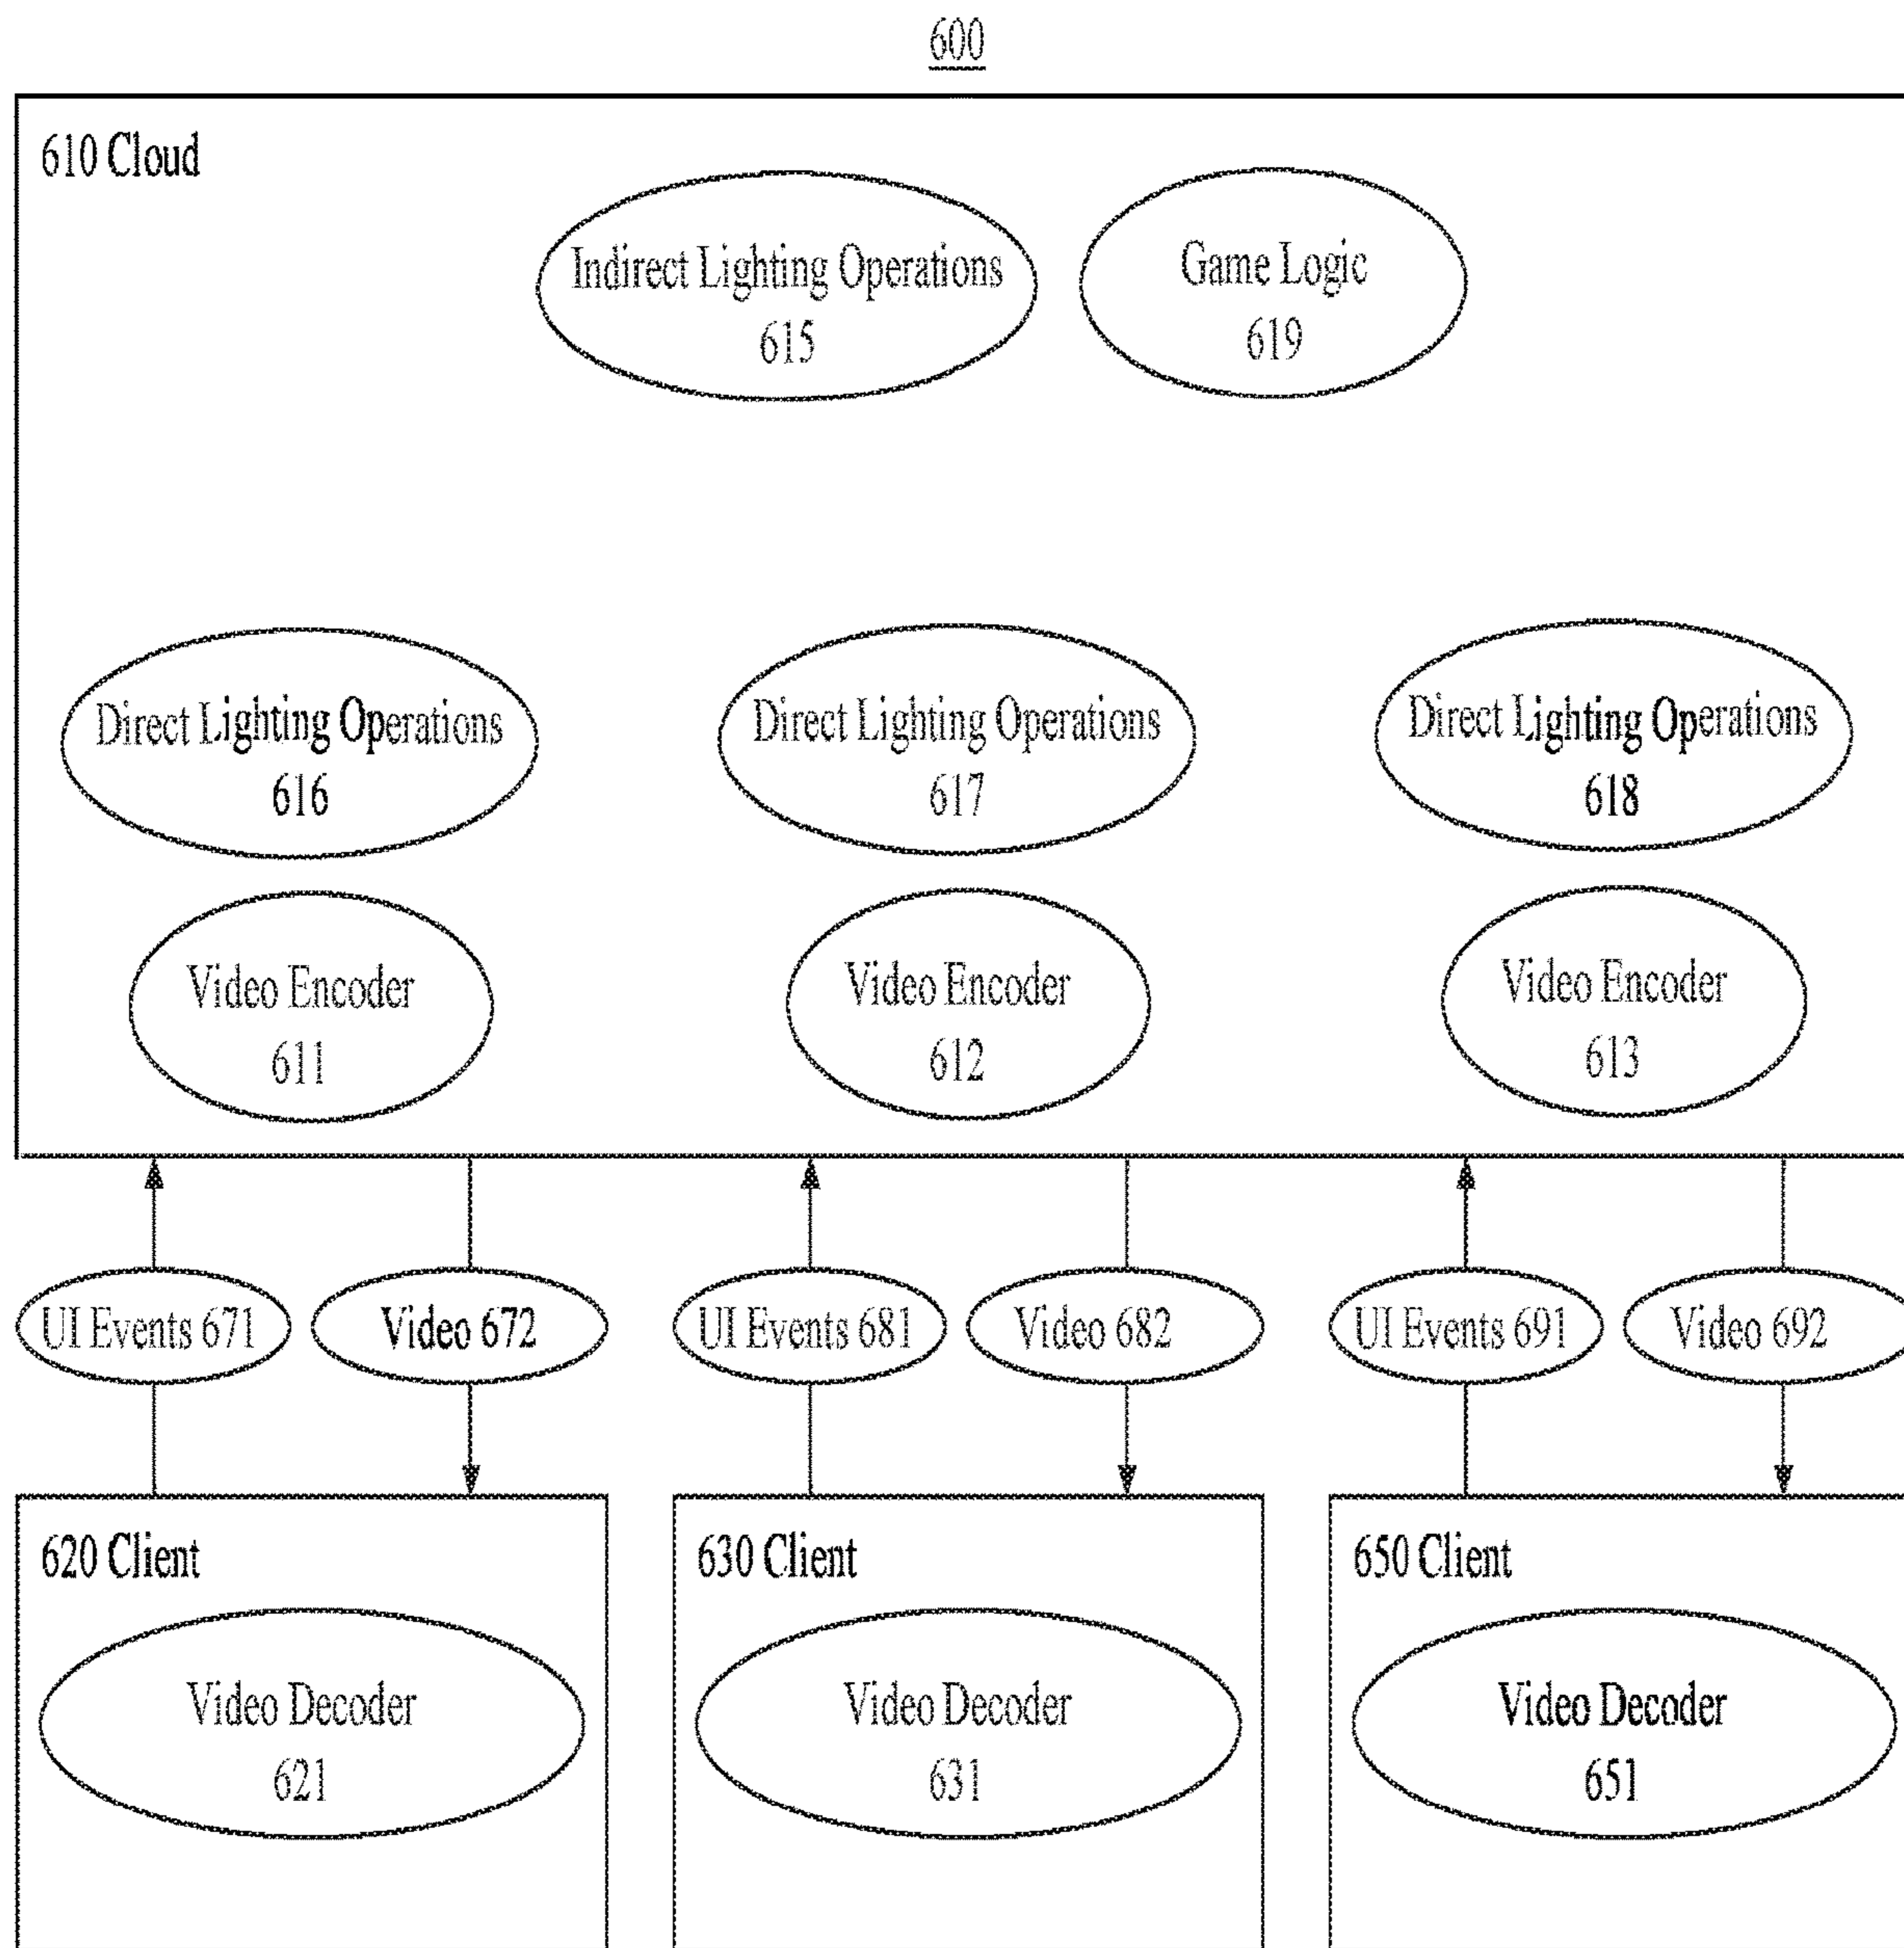 600
610 Cloud
Indirect Lighting Operations
615
Game Logic
619
Direct Lighting Operations
616
Direct Lighting Operations
617
Direct Lighting Operations
618
Video Encoder
611
Video Encoder
612
Video Encoder
613
UI Events 671
Video 672
UI Events 681
Video 682
UI Events 691
Video 692
620 Client
Video Decoder
621
630 Client
Video Decoder
631
650 Client
Video Decoder
651